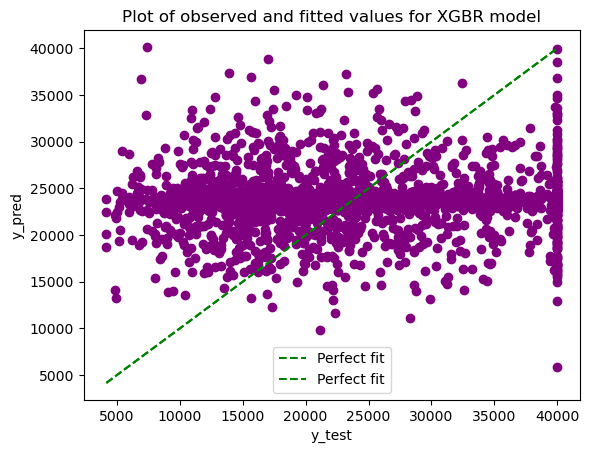 Plot of observed and fitted values for XGBR model
40000
35000
30000
25000
20000
15000
10000
5000
y_pred
Perfect fit
Perfect fit
5000 10000 15000 20000 25000 30000 35000 40000
y_test